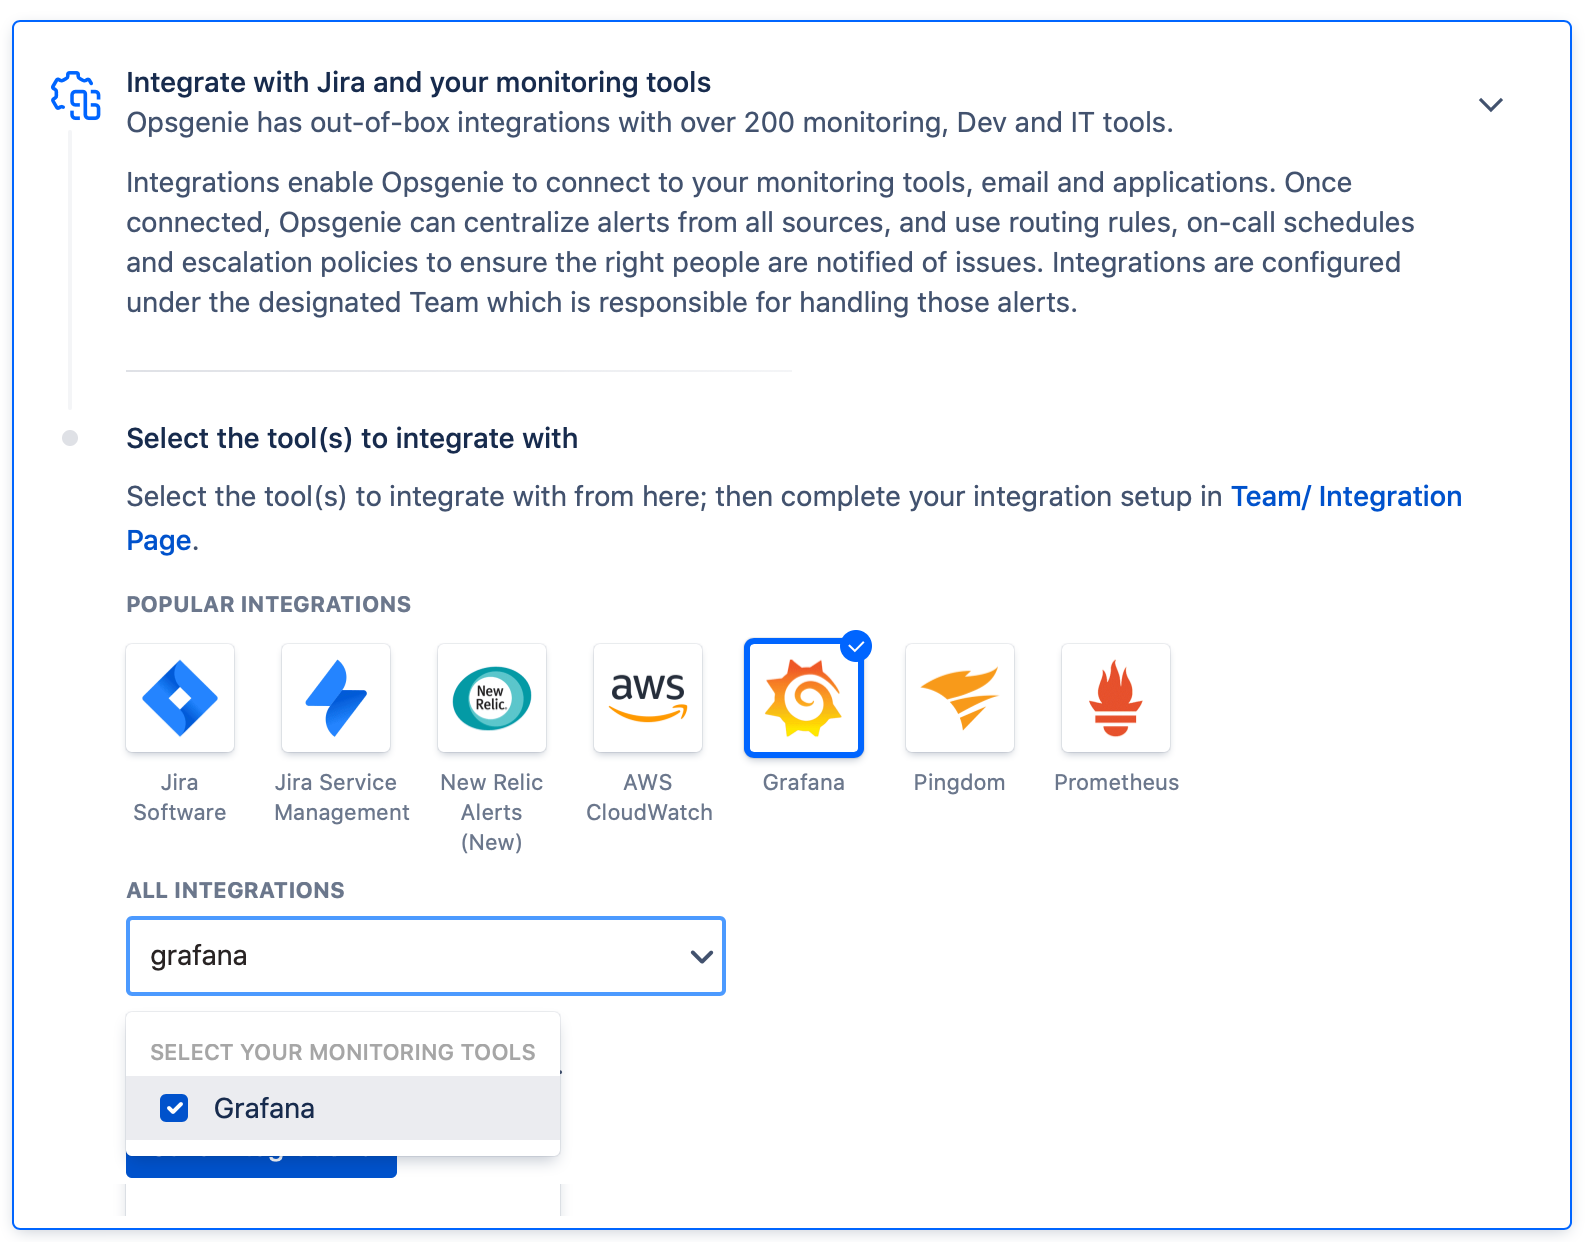 Integrate with Jira and your monitoring tools
Opsgenie has out-of-box integrations with over 200 monitoring, Dev and IT tools.
Integrations enable Opsgenie to connect to your monitoring tools, email and applications. Once
connected, Opsgenie can centralize alerts from all sources, and use routing rules, on-call schedules
and escalation policies to ensure the right people are notified of issues. Integrations are configured
under the designated Team which is responsible for handling those alerts.
Select the tool(s) to integrate with
Select the tool(s) to integrate with from here; then complete your integration setup in Team/ Integration
Page.
POPULAR INTEGRATIONS
New
Relic.
aws
Jira
Software
Jira Service
Management
New Relic
Alerts
(New)
AWS
CloudWatch
Grafana
Pingdom
Prometheus
ALL INTEGRATIONS
grafana
SELECT YOUR MONITORING TOOLS
Grafana